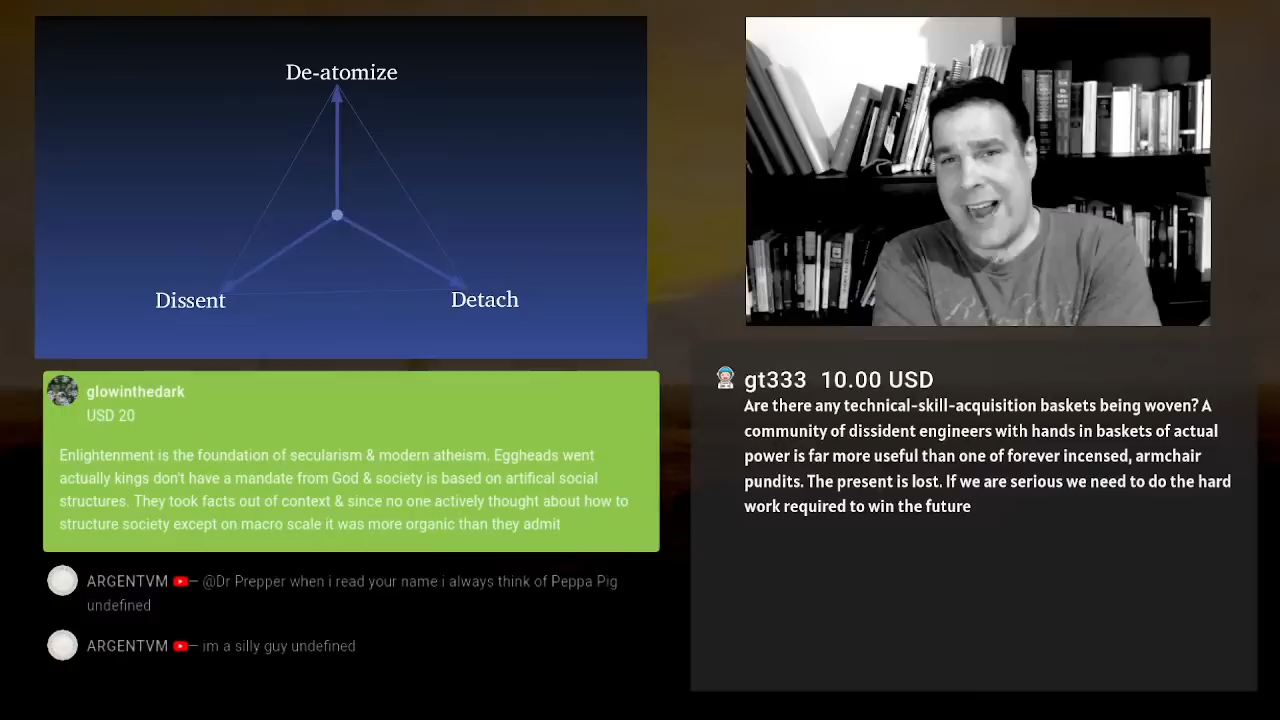 De-atomize
Dissent
Detach
glowinthedark
USD 20
Enlightenment is the foundation of secularism & modern atheism. Eggheads went
actually kings don't have a mandate from God & society is based on artifical social
structures. They took facts out of context & since no one actively thought about how to
structure society except on macro scale it was more organic than they admit
ARGENTVM – @Dr Prepper when i read your name i always think of Peppa Pig
undefined
ARGENTVM – im a silly guy undefined
gt333 10.00 USD
Are there any technical-skill-acquisition baskets being woven? A
community of dissident engineers with hands in baskets of actual
power is far more useful than one of forever incensed, armchair
pundits. The present is lost. If we are serious we need to do the hard
work required to win the future